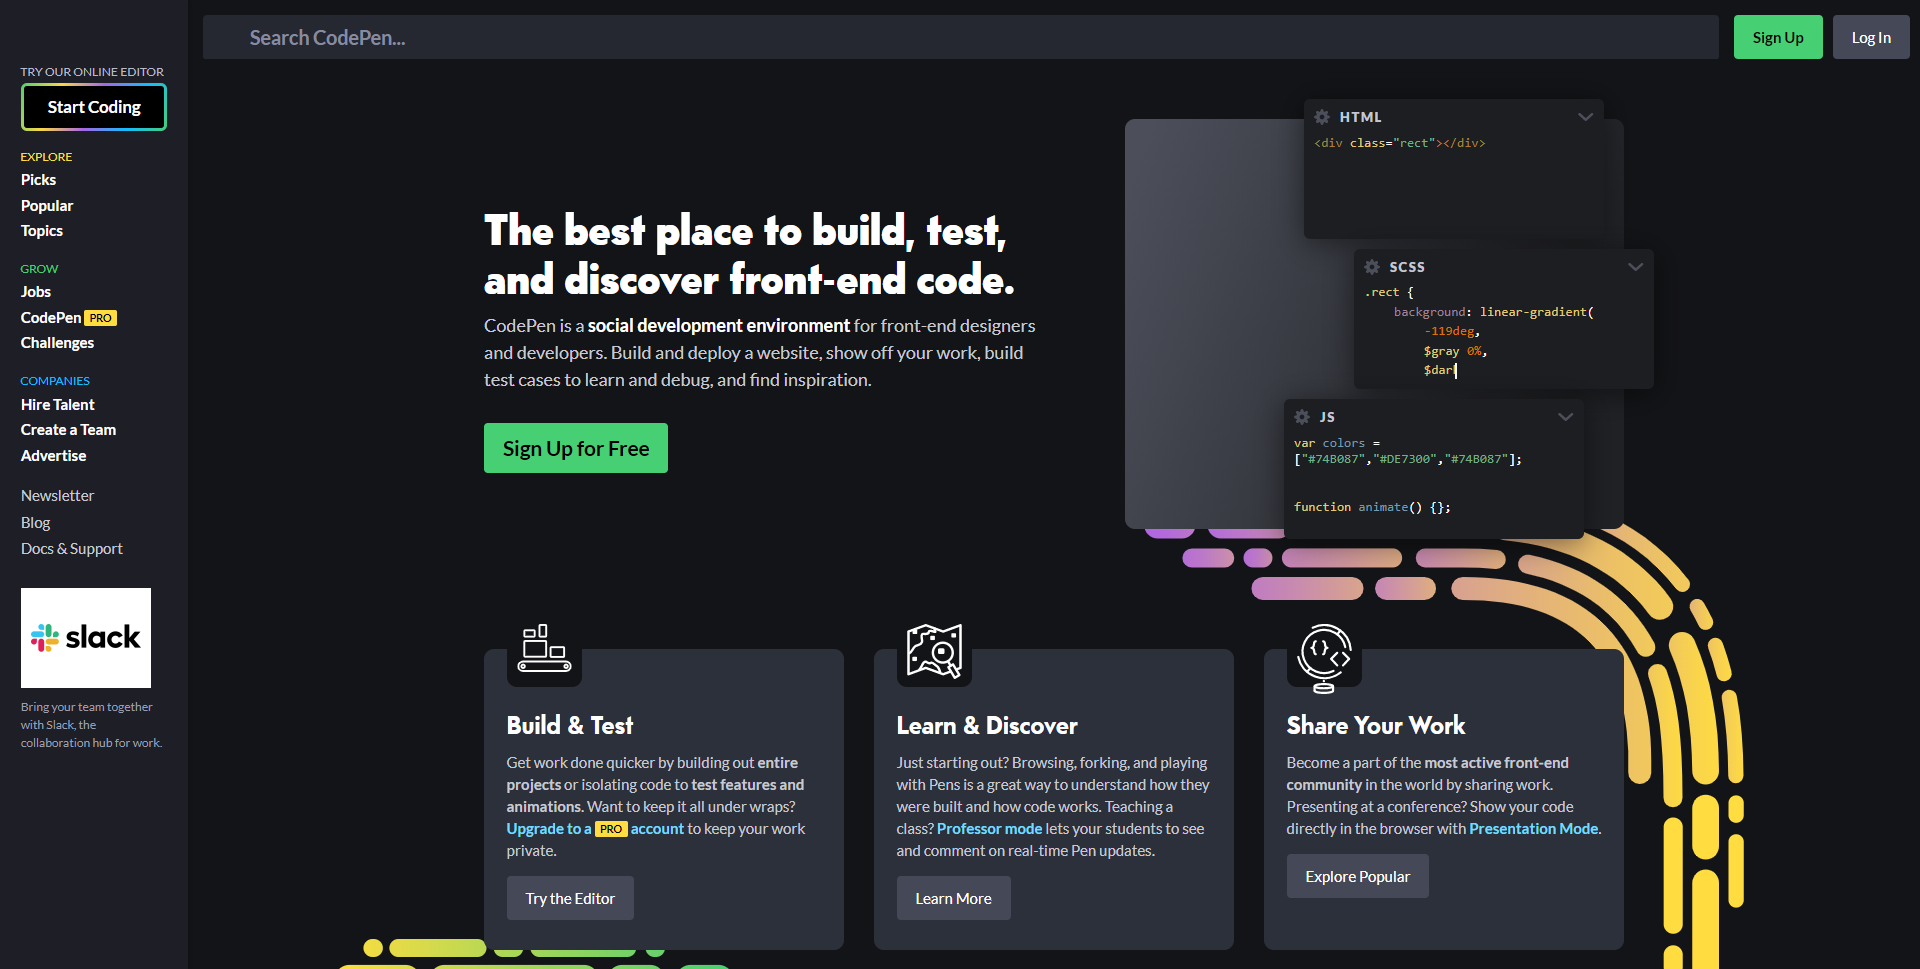 Search CodePen...
Sign Up
Log In
TRY OUR ONLINE EDITOR
Start Coding
EXPLORE
Picks
Popular
Topics
GROW
Jobs
CodePen PRO
Challenges
COMPANIES
Hire Talent
Create a Team
Advertise
Newsletter
Blog
Docs & Support
slack
Bring your team together
with Slack, the
collaboration hub for work.
The best place to build, test,
and discover front-end code.
CodePen is a social development environment for front-end designers
and developers. Build and deploy a website, show off your work, build
test cases to learn and debug, and find inspiration.
Sign Up for Free
HTML
<div class="rect"></div>
SCSS
.rect {
background: linear-gradient(
-119deg,
$gray 0%,
$dar
JS
var colors =
["#74B087","#DE7300","#74B087"];
function animate() {};
Build & Test
Get work done quicker by building out entire
projects or isolating code to test features and
animations. Want to keep it all under wraps?
Upgrade to a PRO account to keep your work
private.
Try the Editor
Learn & Discover
Just starting out? Browsing, forking, and playing
with Pens is a great way to understand how they
were built and how code works. Teaching a
class? Professor mode lets your students to see
and comment on real-time Pen updates.
Learn More
Share Your Work
Become a part of the most active front-end
community in the world by sharing work.
Presenting at a conference? Show your code
directly in the browser with Presentation Mode.
Explore Popular